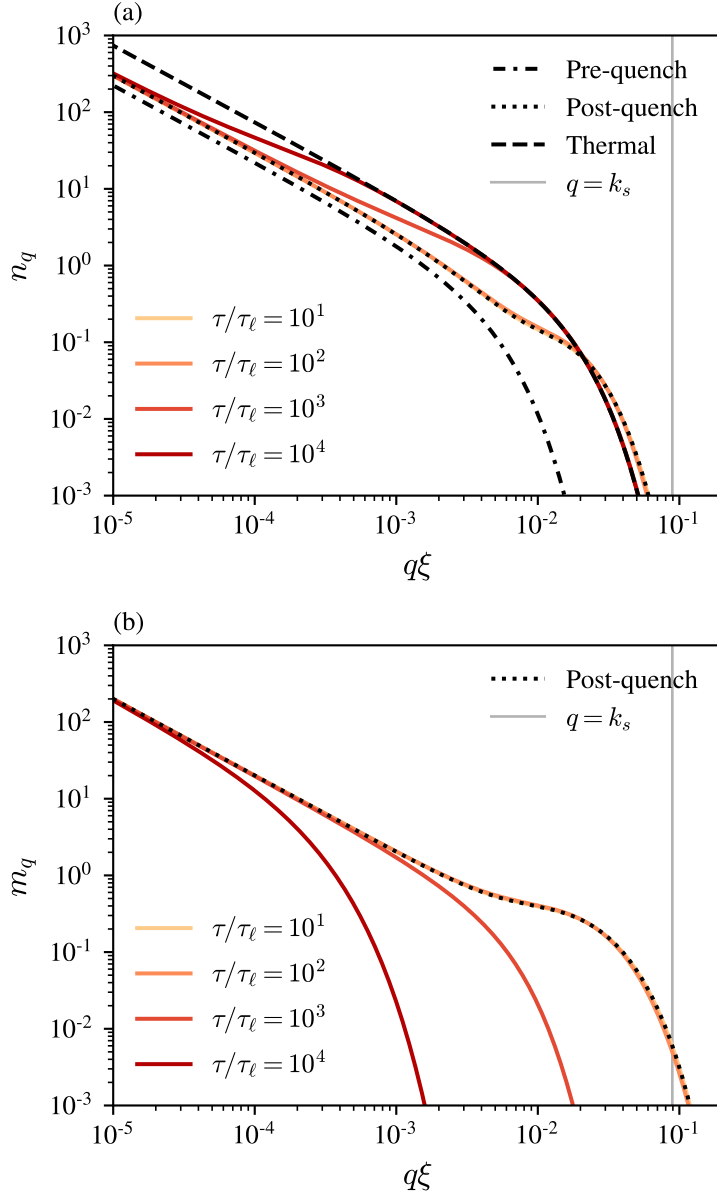 (a)
10^3
10^2
10^1
10^0
10^-1
10^-2
10^-3
n_q
Pre-quench
Post-quench
Thermal
q = k_s
τ/τ_ℓ = 10^1
τ/τ_ℓ = 10^2
τ/τ_ℓ = 10^3
τ/τ_ℓ = 10^4
10^-5
10^-4
10^-3
10^-2
10^-1
qξ
(b)
10^3
10^2
10^1
10^0
10^-1
10^-2
10^-3
m_q
Post-quench
q = k_s
τ/τ_ℓ = 10^1
τ/τ_ℓ = 10^2
τ/τ_ℓ = 10^3
τ/τ_ℓ = 10^4
10^-5
10^-4
10^-3
10^-2
10^-1
qξ